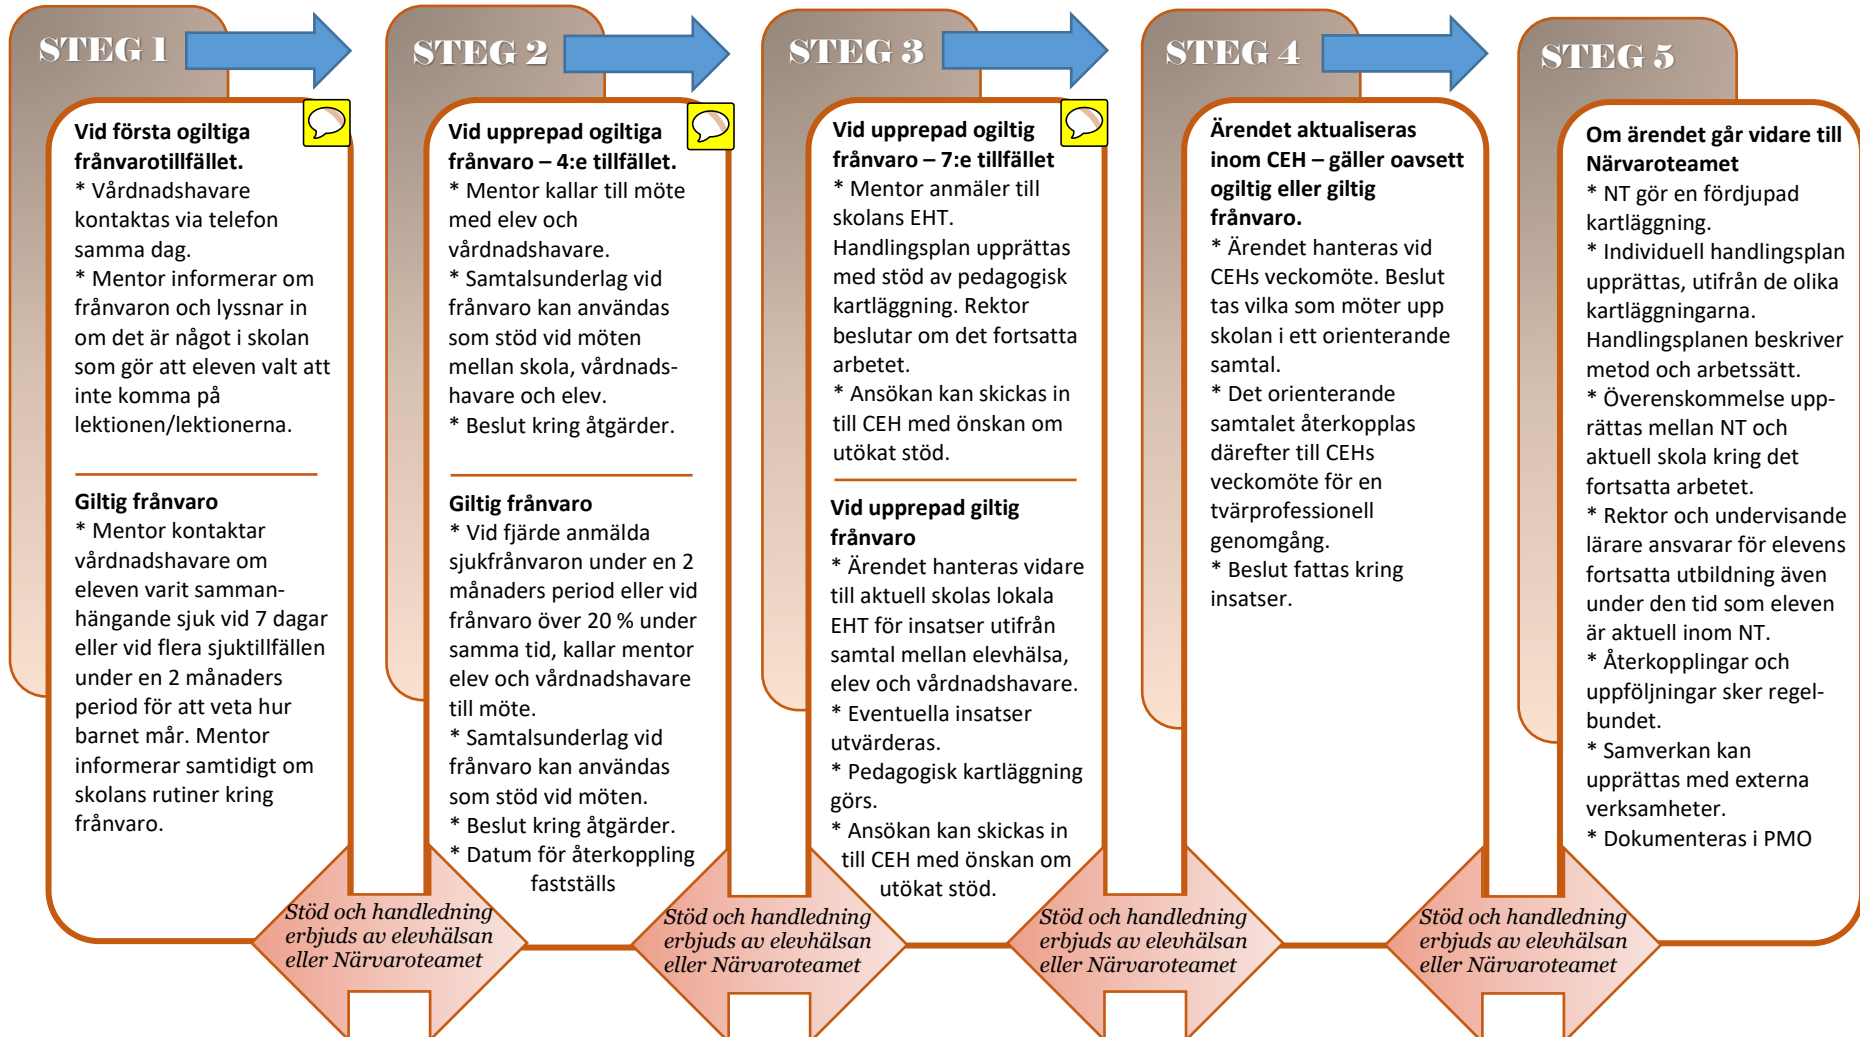 STEG 1
Vid första ogiltiga
frånvarotillfället.
* Vårdnadshavare
kontaktas via telefon
samma dag.
* Mentor informerar om
frånvaron och lyssnar in
om det är något i skolan
som gör att eleven valt att
inte komma på
lektionen/lektionerna.
Giltig frånvaro
* Mentor kontaktar
vårdnadshavare om
eleven varit samman-
hängande sjuk vid 7 dagar
eller vid flera sjuktillfällen
under en 2 månaders
period för att veta hur
barnet mår. Mentor
informerar samtidigt om
skolans rutiner kring
frånvaro.
STEG 2
Vid upprepad ogiltiga
frånvaro – 4:e tillfället.
* Mentor kallar till möte
med elev och
vårdnadshavare.
* Samtalsunderlag vid
frånvaro kan användas
som stöd vid möten
mellan skola, vårdnads-
havare och elev.
* Beslut kring åtgärder.
Giltig frånvaro
* Vid fjärde anmälda
sjukfrånvaron under en 2
månaders period eller vid
frånvaro över 20 % under
samma tid, kallar mentor
elev och vårdnadshavare
till möte.
* Samtalsunderlag vid
frånvaro kan användas
som stöd vid möten.
* Beslut kring åtgärder.
* Datum för återkoppling
fastställs
STEG 3
Vid upprepad ogiltig
frånvaro – 7:e tillfället
* Mentor anmäler till
skolans EHT.
Handlingsplan upprättas
med stöd av pedagogisk
kartläggning. Rektor
beslutar om det fortsatta
arbetet.
* Ansökan kan skickas in
till CEH med önskan om
utökat stöd.
Vid upprepad giltig
frånvaro
* Ärendet hanteras vidare
till aktuell skolas lokala
EHT för insatser utifrån
samtal mellan elevhälsa,
elev och vårdnadshavare.
* Eventuella insatser
utvärderas.
* Pedagogisk kartläggning
görs.
* Ansökan kan skickas in
till CEH med önskan om
utökat stöd.
STEG 4
Ärendet aktualiseras
inom CEH – gäller oavsett
ogiltig eller giltig
frånvaro.
* Ärendet hanteras vid
CEHs veckomöte. Beslut
tas vilka som möter upp
skolan i ett orienterande
samtal.
* Det orienterande
samtalet återkopplas
därefter till CEHs
veckomöte för en
tvärprofessionell
genomgång.
* Beslut fattas kring
insatser.
STEG 5
Om ärendet går vidare till
Närvaroteamet
* NT gör en fördjupad
kartläggning.
* Individuell handlingsplan
upprättas, utifrån de olika
kartläggningarna.
Handlingsplanen beskriver
metod och arbetssätt.
* Överenskommelse upp-
rättas mellan NT och
aktuell skola kring det
fortsatta arbetet.
* Rektor och undervisande
lärare ansvarar för elevens
fortsatta utbildning även
under den tid som eleven
är aktuell inom NT.
* Återkopplingar och
uppföljningar sker regel-
bundet.
* Samverkan kan
upprättas med externa
verksamheter.
* Dokumenteras i PMO
Stöd och handledning
erbjuds av elevhälsan
eller Närvaroteamet
Stöd och handledning
erbjuds av elevhälsan
eller Närvaroteamet
Stöd och handledning
erbjuds av elevhälsan
eller Närvaroteamet
Stöd och handledning
erbjuds av elevhälsan
eller Närvaroteamet